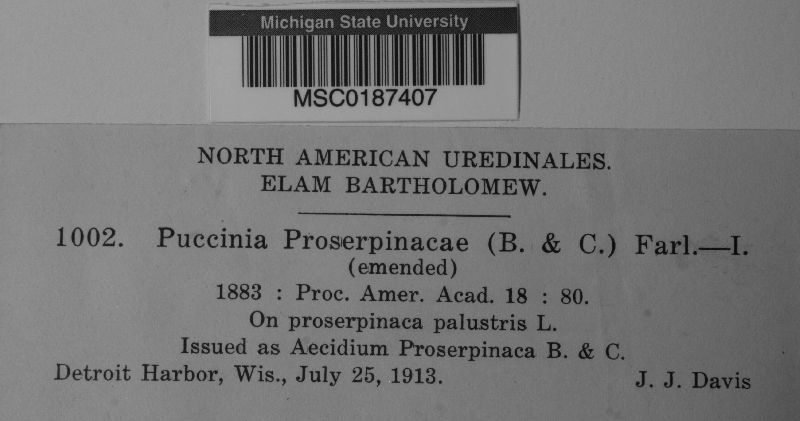 Michigan State University
MSC0187407
NORTH AMERICAN UREDINALES.
ELAM BARTHOLOMEW.
1002. Puccinia Proserpinacae (B. & C.) Farl.—I.
(emended)
1883 : Proc. Amer. Acad. 18 : 80.
On proserpinaca palustris L.
Issued as Aecidium Proserpinaca B. & C.
Detroit Harbor, Wis., July 25, 1913. J. J. Davis